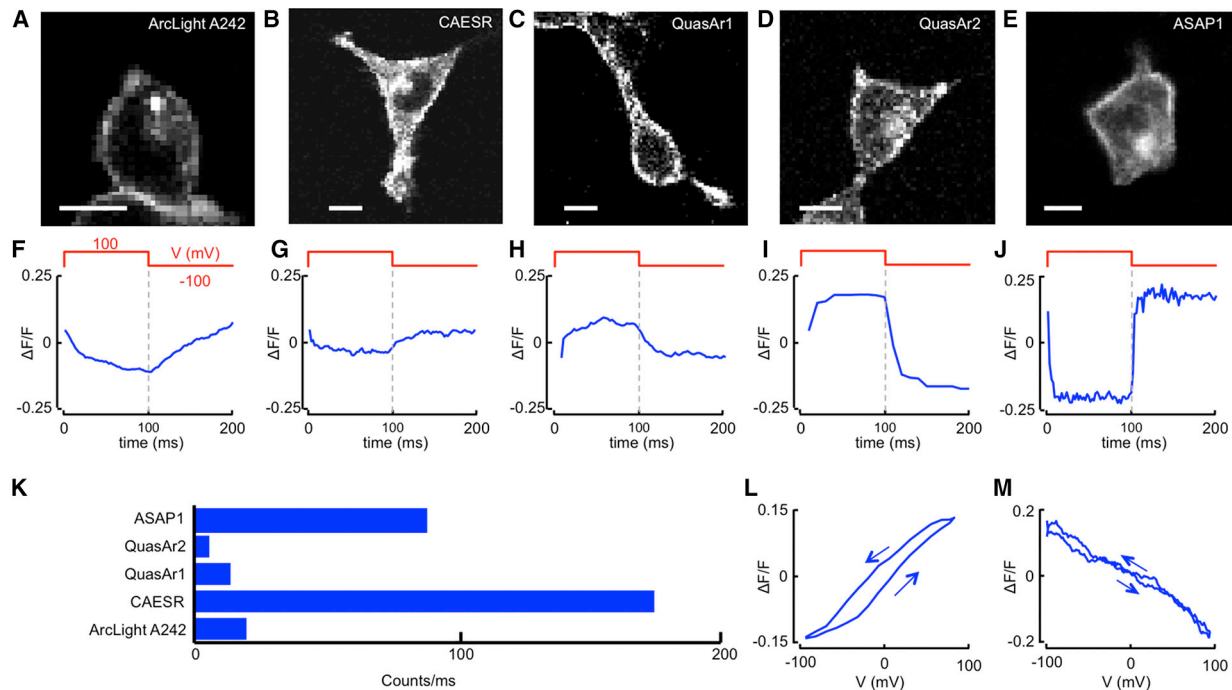 A ArcLight A242
B CAESR
C QuasAr1
D QuasAr2
E ASAP1
F 100 V (mV) -100
0.25
ΔF/F
0
-0.25
0 100 200
time (ms)
G
0.25
ΔF/F
0
-0.25
0 100 200
time (ms)
H
0.25
ΔF/F
0
-0.25
0 100 200
time (ms)
I
0.25
ΔF/F
0
-0.25
0 100 200
time (ms)
J
0.25
ΔF/F
0
-0.25
0 100 200
time (ms)
K
ASAP1
QuasAr2
QuasAr1
CAESR
ArcLight A242
0 100 200
Counts/ms
L
0.15
ΔF/F
0
-0.15
-100 0 100
V (mV)
M
0.2
ΔF/F
0
-0.2
-100 0 100
V (mV)